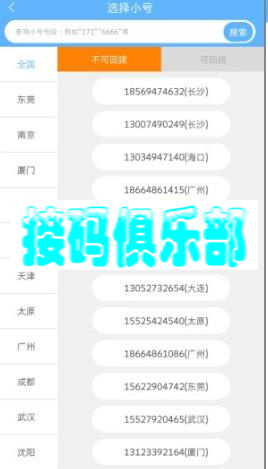 选择小号
查询小号号段，例如"171""6666"等
搜索
全国
东莞
南京
厦门
天津
太原
广州
成都
武汉
沈阳
不可回拨
可回拨
18569474632(长沙)
13007490249(长沙)
13034947140(海口)
18664861415(广州)
接码俱乐部
13052732654(大连)
15525424540(太原)
18664861086(广州)
15622904742(东莞)
15527920465(武汉)
13123392164(厦门)